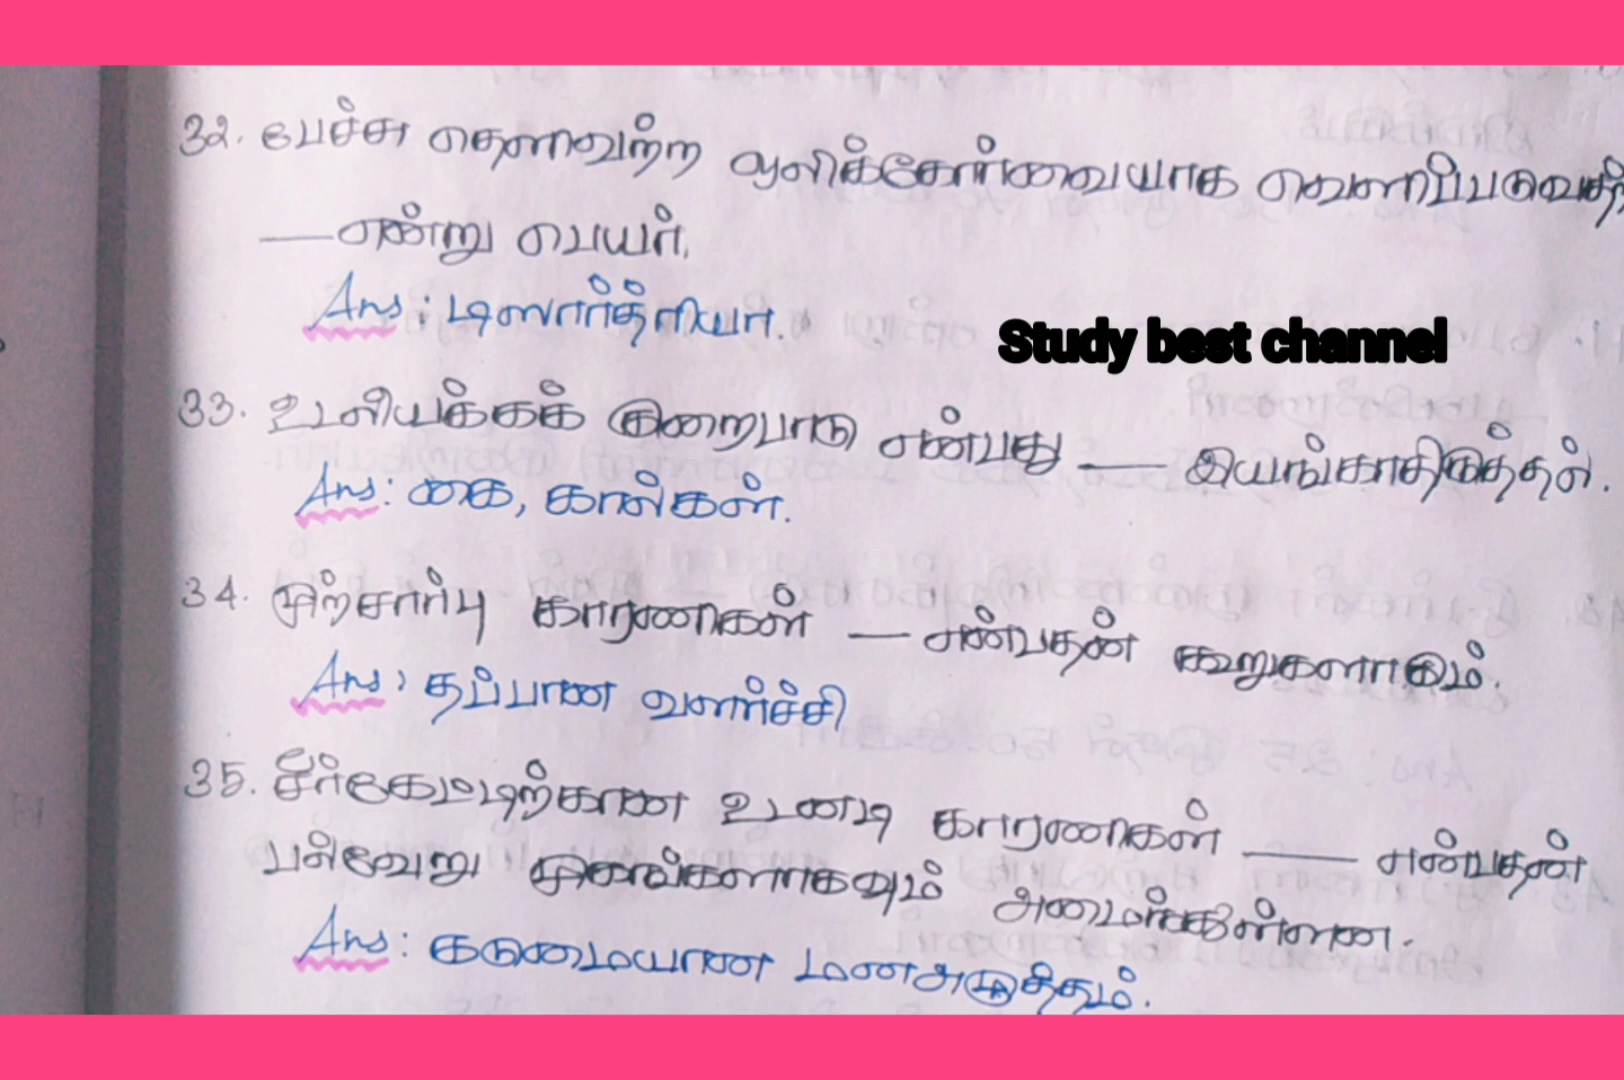 32. பேச்சு தெளிவற்ற ஒலிக்கோர்வையாக வெளிப்படுவதற்
— என்று பெயர்.
Ans : டிஸார்த்ரியா.
Study best channel
33. உடலியக்கக் குறைபாடு என்பது — இயங்காதிருத்தல்.
Ans : கை, கால்கள்.
34. முற்சார்பு காரணிகள் — என்பதன் கூறுகளாகும்.
Ans : தப்பான வளர்ச்சி
35. சீர்கேட்டிற்கான உடனடி காரணிகள் — என்பதன்
பல்வேறு முகங்களாகவும் அமைந்துள்ளன.
Ans : கடுமையான மனஅழுத்தம்.